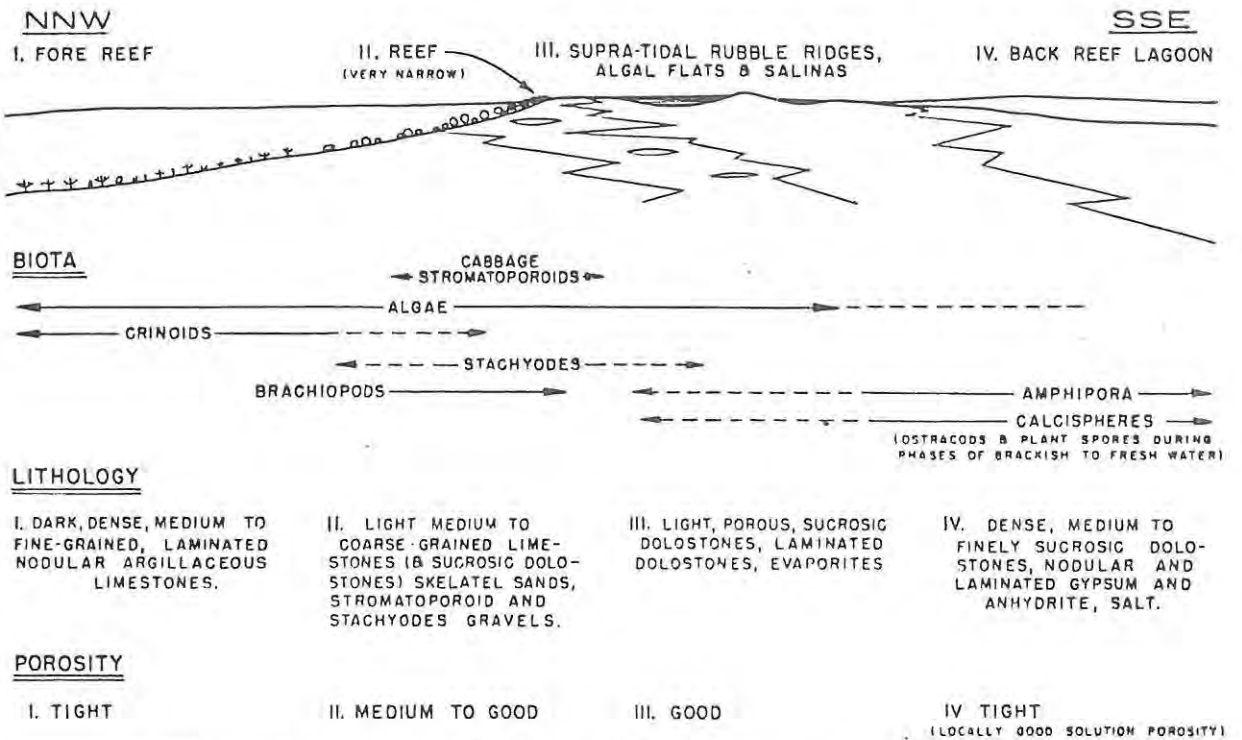 NNW
SSE
I. FORE REEF
II. REEF
(VERY NARROW)
III. SUPRA-TIDAL RUBBLE RIDGES,
ALGAL FLATS & SALINAS
IV. BACK REEF LAGOON
BIOTA
CABBAGE
STROMATOPOROIDS
ALGAE
CRINOIDS
STACHYODES
BRACHIOPODS
AMPHIPORA
CALCISPHERES
(OSTRACODS & PLANT SPORES DURING
PHASES OF BRACKISH TO FRESH WATER)
LITHOLOGY
I. DARK, DENSE, MEDIUM TO
FINE-GRAINED, LAMINATED
NODULAR ARGILLACEOUS
LIMESTONES.
II. LIGHT MEDIUM TO
COARSE-GRAINED LIME-
STONES (& SUCROSIC DOLO-
STONES) SKELATEL SANDS,
STROMATOPOROID AND
STACHYODES GRAVELS.
III. LIGHT, POROUS, SUCROSIC
DOLOSTONES, LAMINATED
DOLOSTONES, EVAPORITES
IV. DENSE, MEDIUM TO
FINELY SUCROSIC DOLO-
STONES, NODULAR AND
LAMINATED GYPSUM AND
ANHYDRITE, SALT.
POROSITY
I. TIGHT
II. MEDIUM TO GOOD
III. GOOD
IV TIGHT
(LOCALLY GOOD SOLUTION POROSITY)